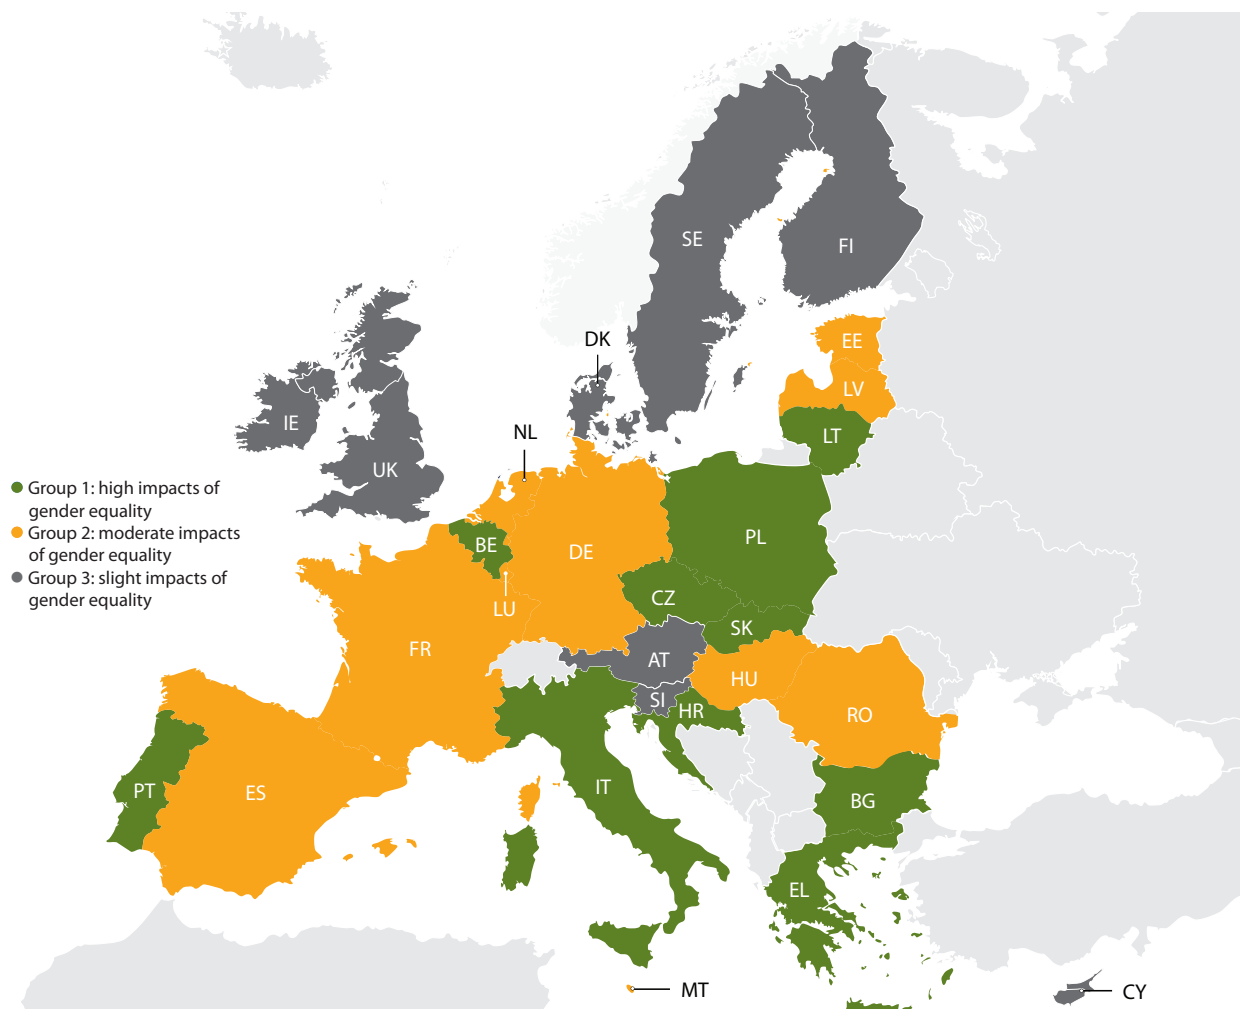 SE
FI
DK
EE
LV
IE
LT
NL
UK
Group 1: high impacts of
gender equality
Group 2: moderate impacts
of gender equality
Group 3: slight impacts of
gender equality
BE
PL
DE
CZ
LU
SK
FR
AT
HU
SI
HR
RO
PT
ES
IT
BG
EL
MT
CY